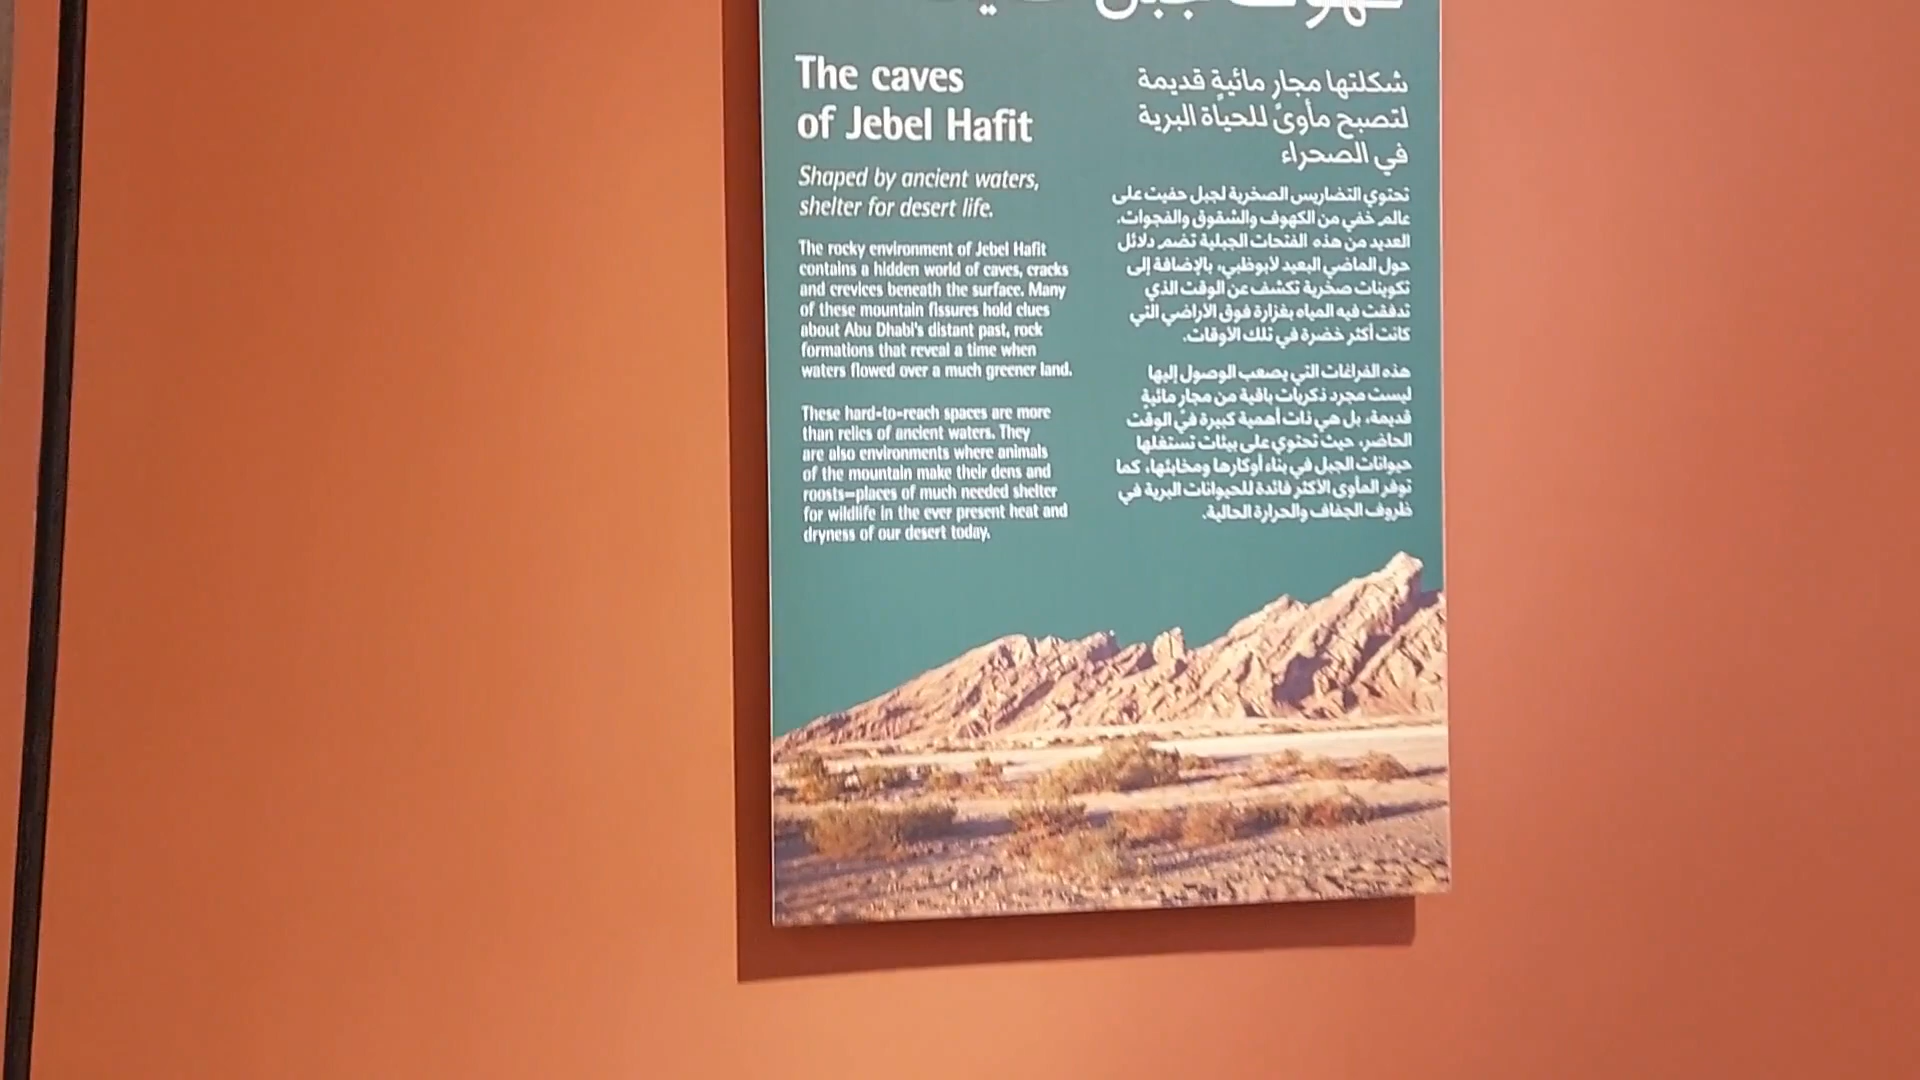 The caves
of Jebel Hafit
Shaped by ancient waters,
shelter for desert life.
The rocky environment of Jebel Hafit
contains a hidden world of caves, cracks
and crevices beneath the surface. Many
of these mountain fissures hold clues
about Abu Dhabi's distant past, rock
formations that reveal a time when
waters flowed over a much greener land.
These hard-to-reach spaces are more
than relics of ancient waters. They
are also environments where animals
of the mountain make their dens and
roosts—places of much needed shelter
for wildlife in the ever present heat and
dryness of our desert today.
شكلتها مجارٍ مائية قديمة
لتصبح مأوىً للحياة البرية
في الصحراء
تحتوي التضاريس الصخرية لجبل حفيت على
عالم خفي من الكهوف والشقوق والفجوات.
العديد من هذه الفتحات الجبلية تضم دلائل
حول الماضي البعيد لأبوظبي، بالإضافة إلى
تكوينات صخرية تكشف عن الوقت الذي
تدفقت فيه المياه بغزارة فوق الأراضي التي
كانت أكثر خضرة في تلك الأوقات.
هذه الفراغات التي يصعب الوصول إليها
ليست مجرد ذكريات باقية من مجارٍ مائية
قديمة، بل هي ذات أهمية كبيرة في الوقت
الحاضر، حيث تحتوي على بيئات تستغلها
حيوانات الجبل في بناء أوكارها ومخابئها، كما
توفر المأوى الأكثر فائدة للحيوانات البرية في
ظروف الجفاف والحرارة الحالية.